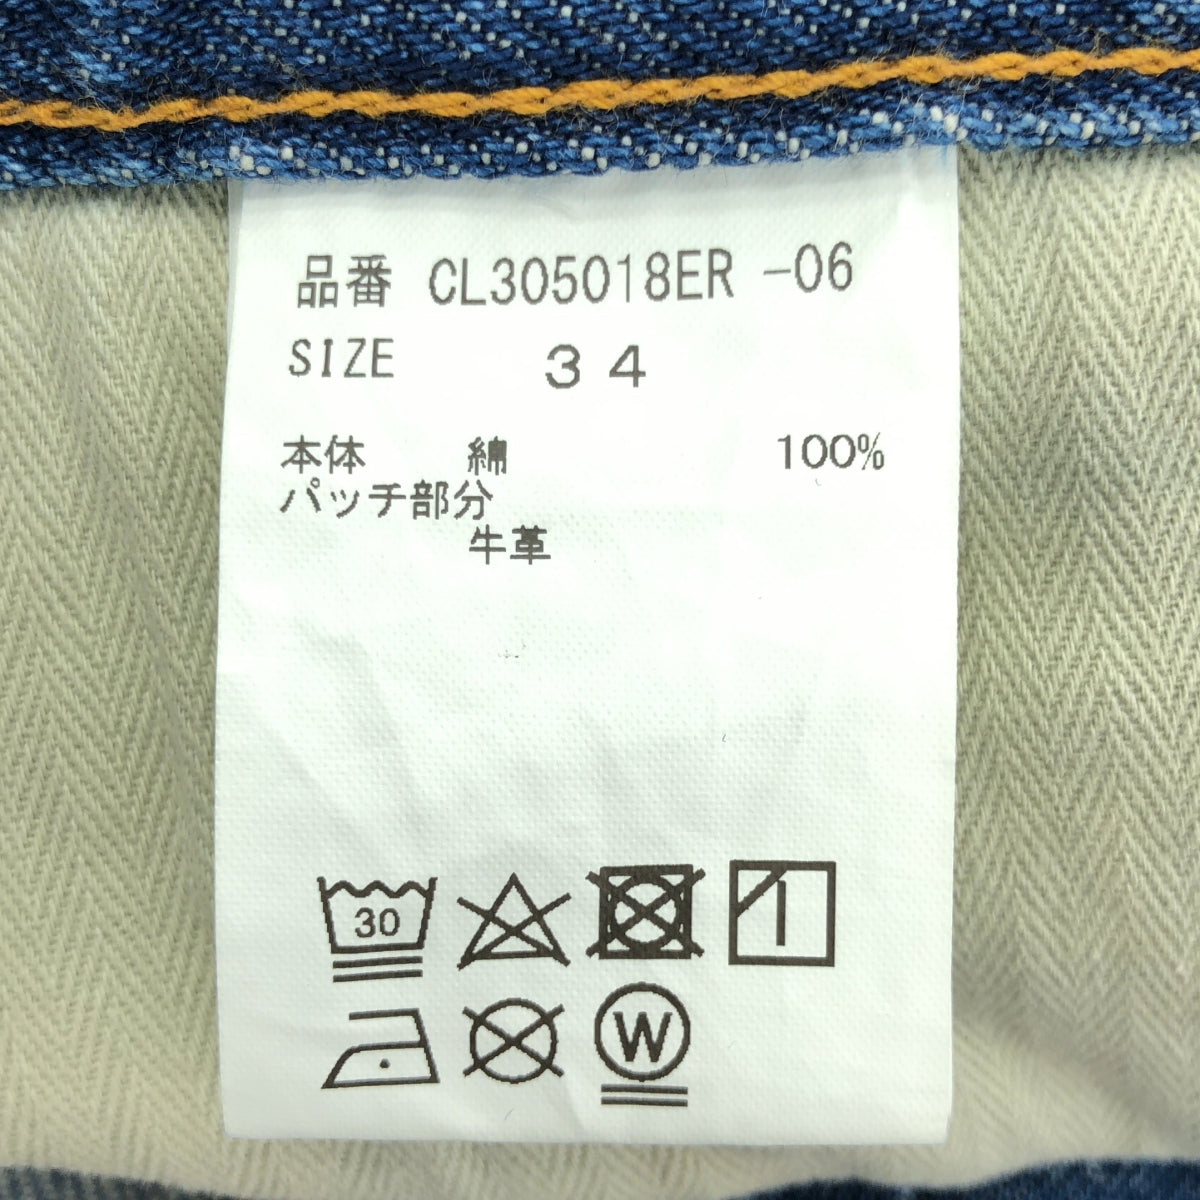 品番 CL305018ER -06
SIZE 34
本体 綿 100%
パッチ部分
牛革
30
W